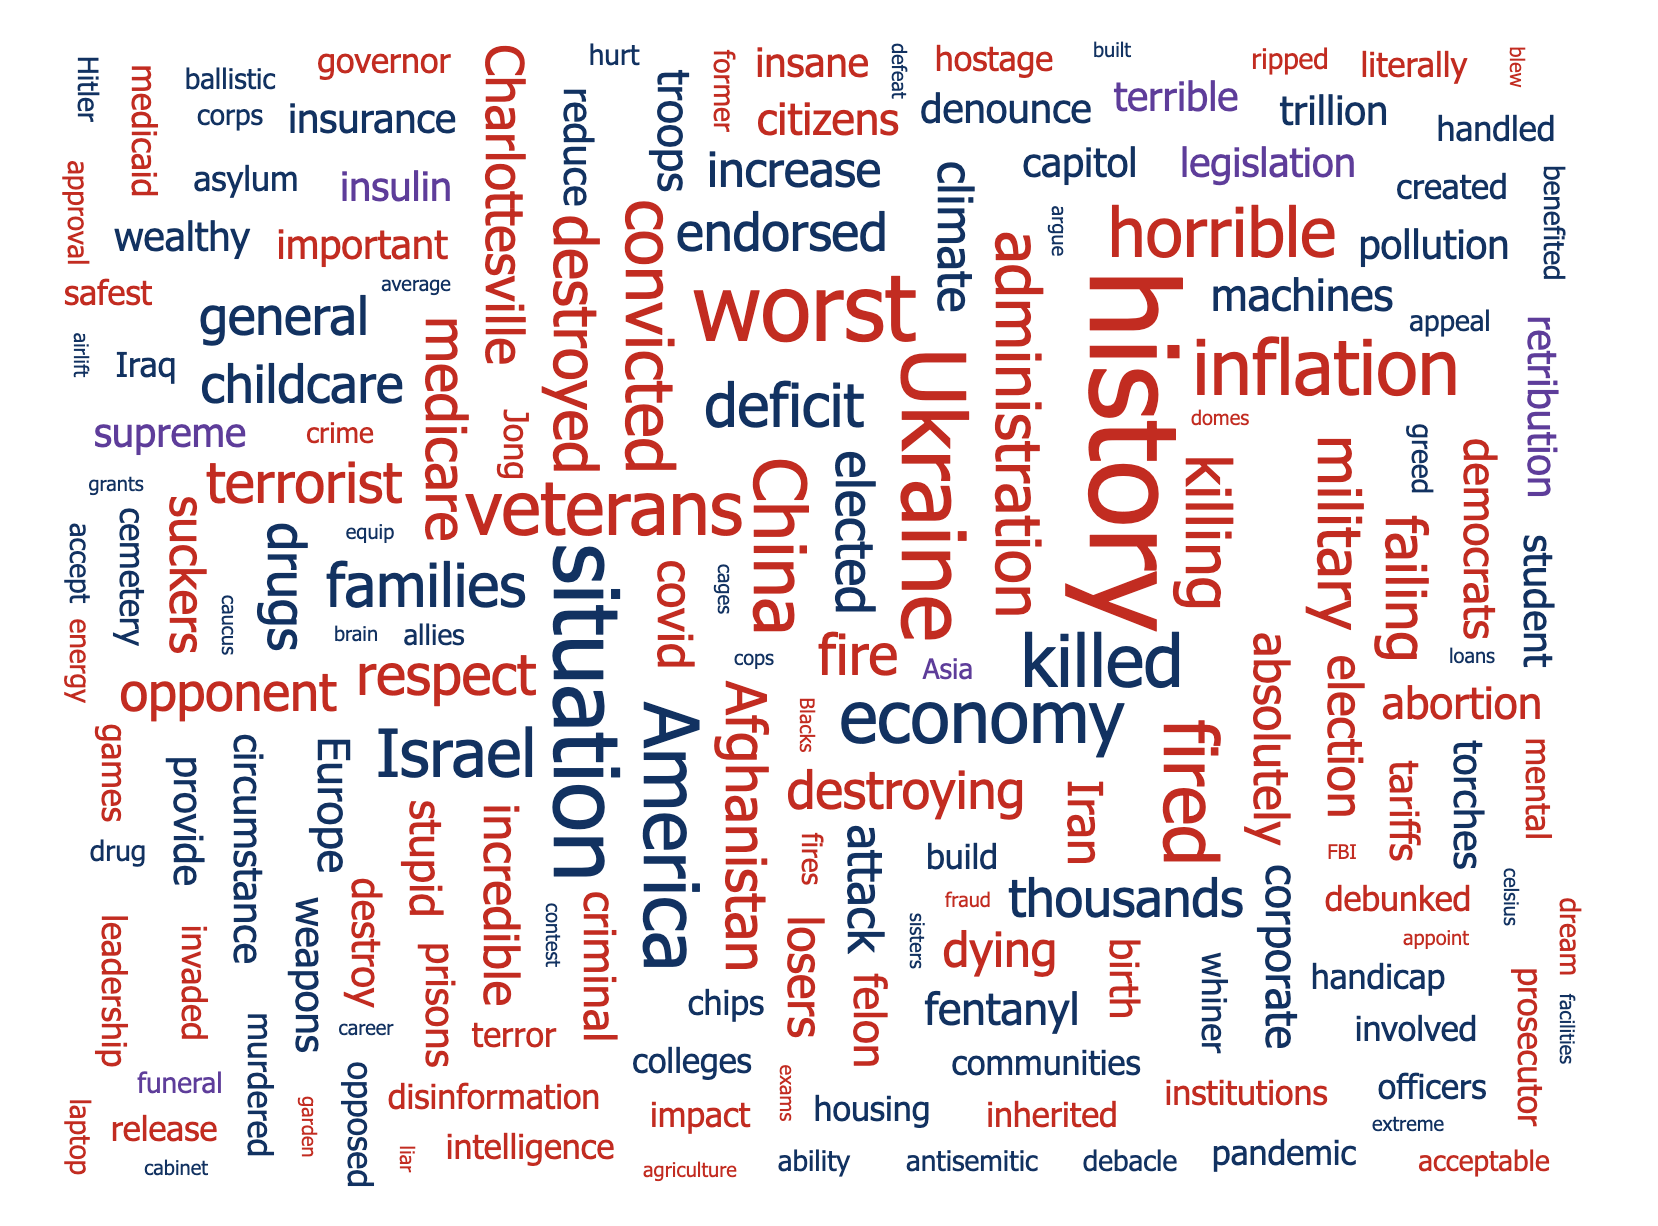 Hitler
medicaid
ballistic
governor
Charlottesville
hurt
troops
former
insane
defeat
hostage
built
ripped
literally
blew
corps
insurance
reduce
citizens
denounce
terrible
trillion
handled
approval
asylum
insulin
increase
climate
capitol
legislation
created
benefited
wealthy
important
destroyed
convicted
endorsed
administration
argue
horrible
pollution
safest
average
general
worst
history
machines
appeal
airlift
Iraq
childcare
medicare
deficit
Ukraine
inflation
retribution
supreme
crime
Jong
domes
greed
grants
terrorist
veterans
China
elected
killing
military
democrats
accept
cemetery
suckers
drugs
equip
families
situation
covid
cages
failing
student
energy
caucus
brain
allies
cops
fire
Asia
killed
absolutely
election
loans
opponent
respect
America
Afghanistan
Blacks
economy
fired
abortion
games
provide
circumstance
Europe
Israel
destroying
Iran
tariffs
torches
mental
drug
stupid
incredible
fires
attack
build
FBI
leadership
invaded
weapons
destroy
prisons
contest
criminal
losers
felon
sisters
fraud
thousands
corporate
debunked
celsius
dream
dying
birth
whiner
appoint
handicap
prosecutor
facilities
murdered
career
terror
chips
fentanyl
involved
funeral
opposed
colleges
exams
communities
institutions
officers
laptop
release
garden
disinformation
impact
housing
inherited
extreme
cabinet
liar
intelligence
agriculture
ability
antisemitic
debacle
pandemic
acceptable